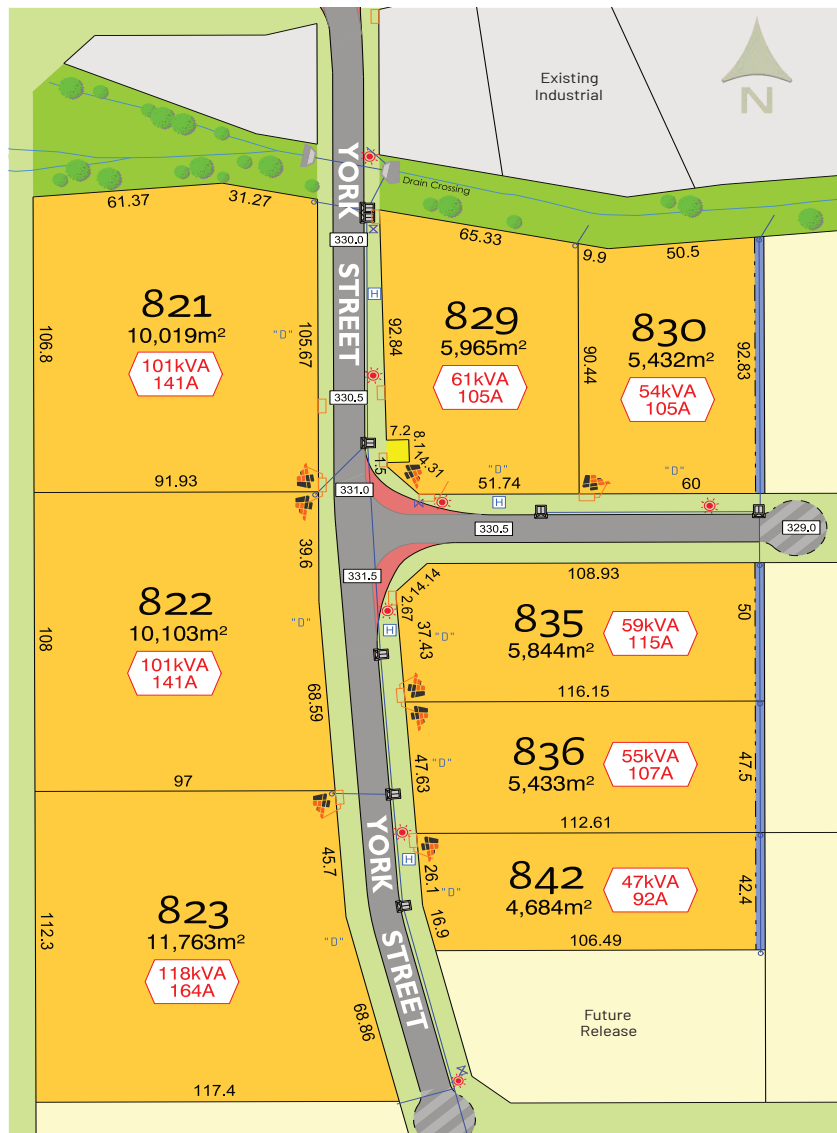 Existing
Industrial
N
Drain Crossing
YORK STREET
61.37
31.27
65.33
9.9
50.5
330.0
H
821
10,019m²
101kVA
141A
106.8
"D"
105.67
91.93
330.5
92.84
829
5,965m²
61kVA
105A
90.44
830
5,432m²
54kVA
105A
92.83
7.2
8.1
1.5
14.31
"D"
51.74
"D"
60
331.0
H
330.5
329.0
331.5
39.6
822
10,103m²
101kVA
141A
108
"D"
68.59
97
14.14
2.67
H
37.43
108.93
"D"
835
5,844m²
59kVA
115A
50
116.15
836
5,433m²
55kVA
107A
47.63
"D"
47.5
112.61
YORK STREET
H
45.7
823
11,763m²
118kVA
164A
112.3
"D"
68.86
117.4
26.1
"D"
16.9
842
4,684m²
47kVA
92A
42.4
106.49
Future
Release